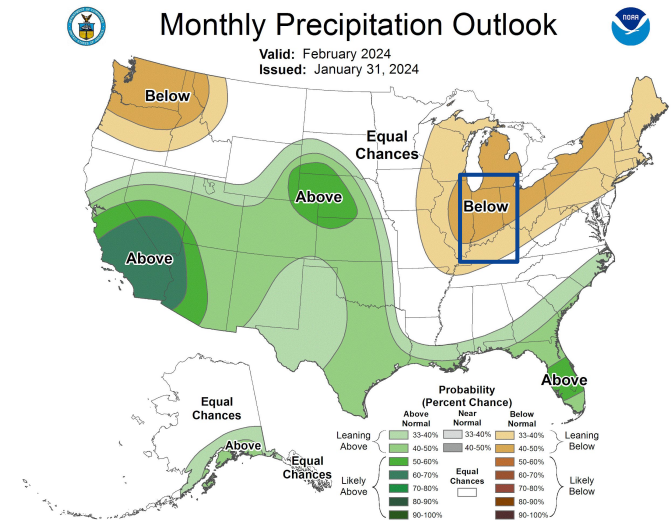 Monthly Precipitation Outlook
NOAA
Valid: February 2024
Issued: January 31, 2024
Below
Equal
Chances
Above
Below
Above
Above
Equal
Chances
Above
Equal
Chances
Probability
(Percent Chance)
Above
Normal
Near
Normal
Below
Normal
Leaning
Above
33-40%
40-50%
33-40%
40-50%
33-40%
40-50%
Leaning
Below
Likely
Above
50-60%
60-70%
70-80%
80-90%
90-100%
Equal
Chances
50-60%
60-70%
70-80%
80-90%
90-100%
Likely
Below